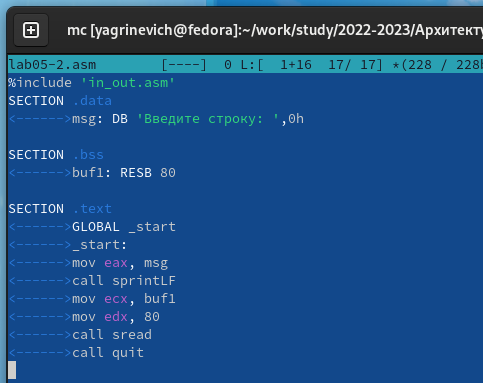 mc [yagrinevich@fedora]:~/work/study/2022-2023/Архитекту
lab05-2.asm [----] 0 L:[ 1+16 17/ 17] *(228 / 228b
%include 'in_out.asm'
SECTION .data
<------>msg: DB 'Введите строку: ',0h
SECTION .bss
<------>buf1: RESB 80
SECTION .text
<------>GLOBAL _start
<------>_start:
<------>mov eax, msg
<------>call sprintLF
<------>mov ecx, buf1
<------>mov edx, 80
<------>call sread
<------>call quit